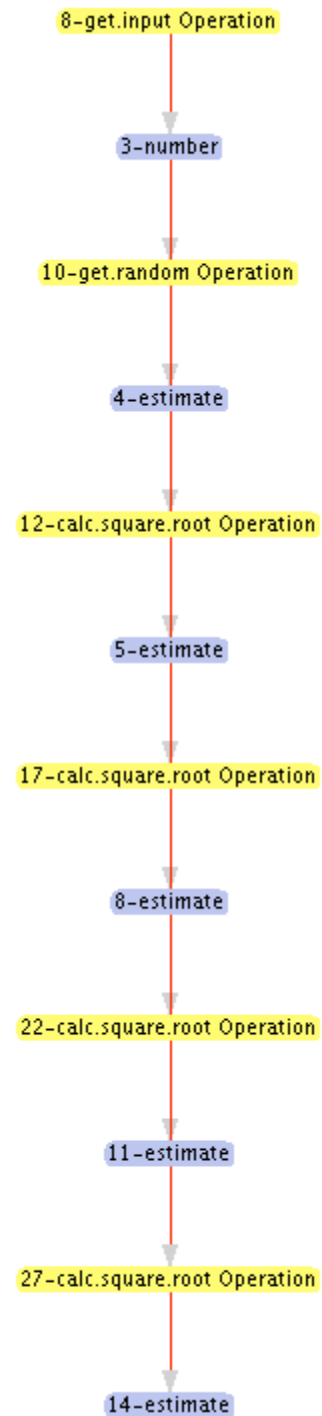 8-get.input Operation
3-number
10-get.random Operation
4-estimate
12-calc.square.root Operation
5-estimate
17-calc.square.root Operation
8-estimate
22-calc.square.root Operation
11-estimate
27-calc.square.root Operation
14-estimate